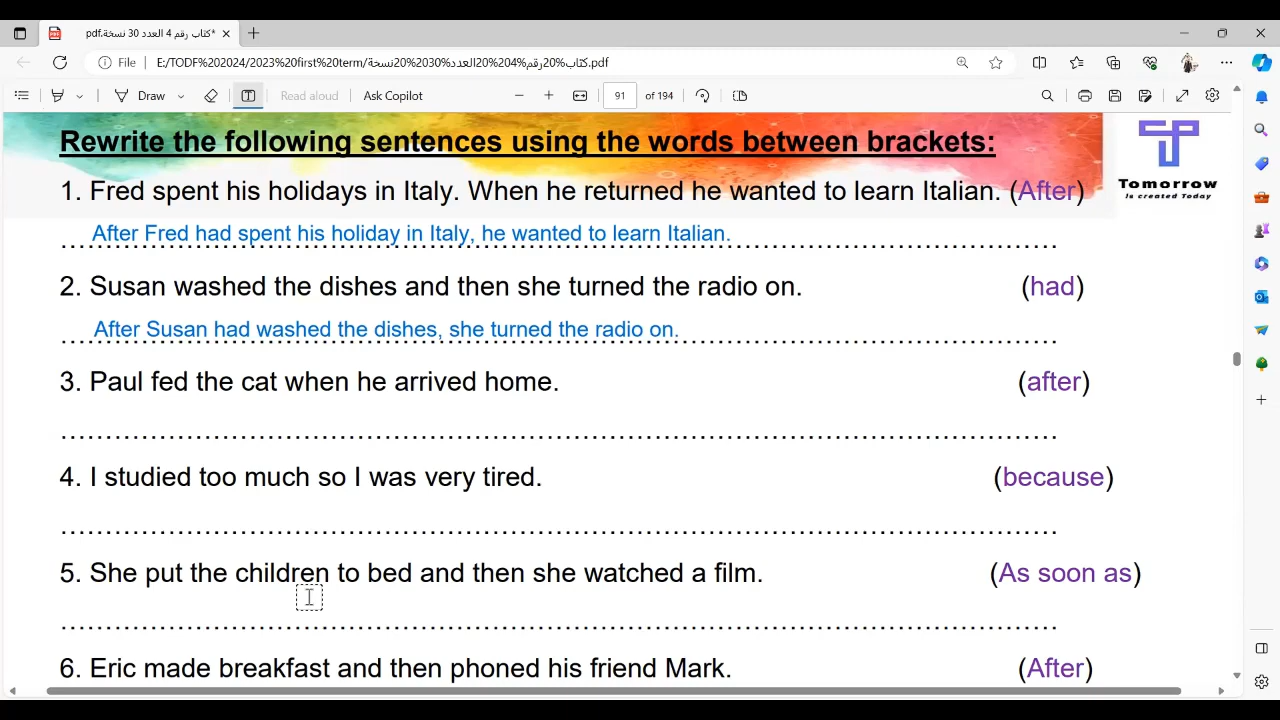 *كتاب رقم 4 العدد 30 نسخة.pdf
File
E:/TODF%202024/2023%20first%20term/كتاب%20رقم%204%20العدد%2030%20نسخة.pdf
Draw
Read aloud
Ask Copilot
91 of 194
Rewrite the following sentences using the words between brackets:
Tomorrow
Is created Today
1. Fred spent his holidays in Italy. When he returned he wanted to learn Italian. (After)
After Fred had spent his holiday in Italy, he wanted to learn Italian.
2. Susan washed the dishes and then she turned the radio on. (had)
After Susan had washed the dishes, she turned the radio on.
3. Paul fed the cat when he arrived home. (after)
4. I studied too much so I was very tired. (because)
5. She put the children to bed and then she watched a film. (As soon as)
6. Eric made breakfast and then phoned his friend Mark. (After)